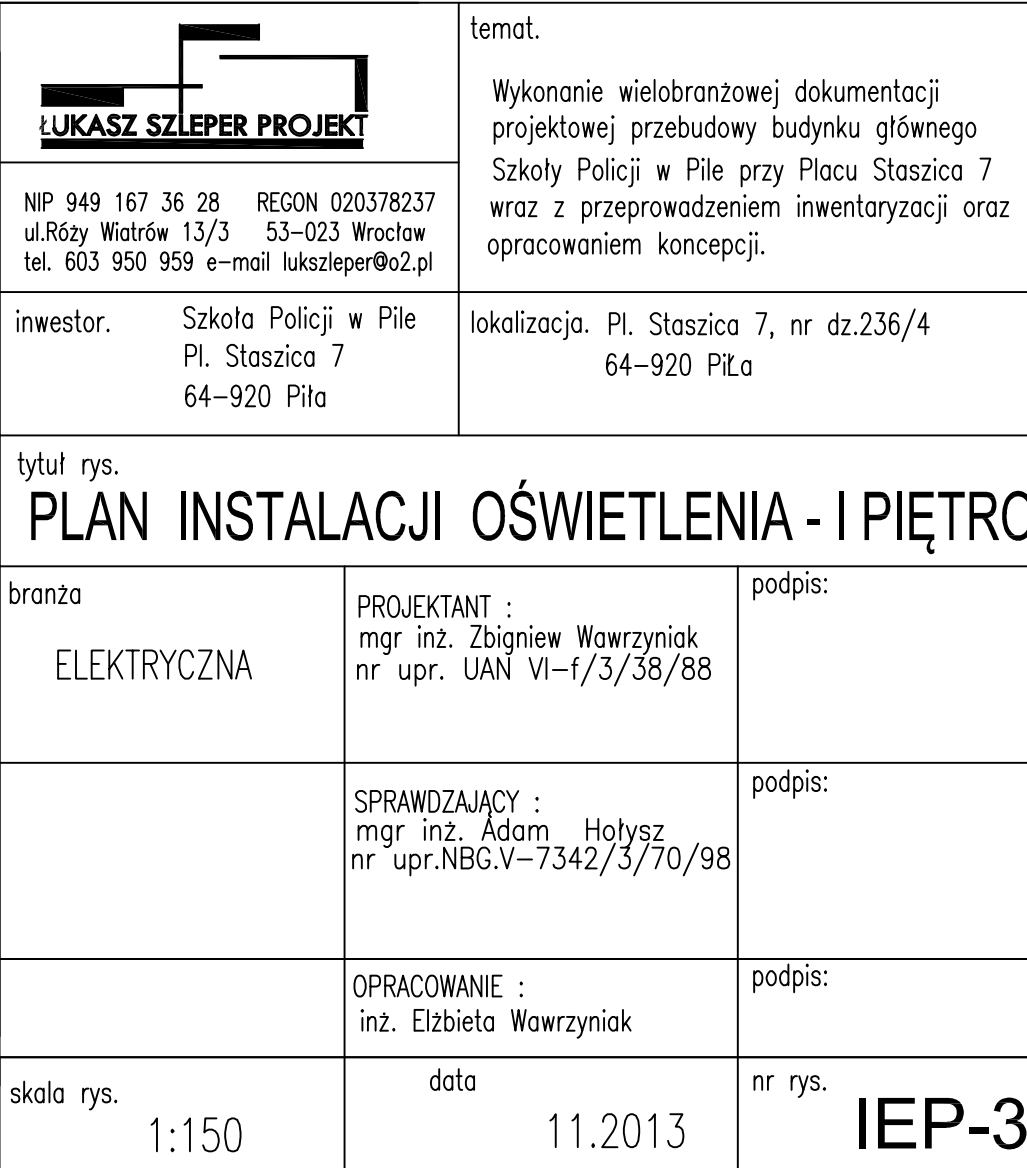 ŁUKASZ SZLEPER PROJEKT
NIP 949 167 36 28 REGON 020378237
ul.Róży Wiatrów 13/3 53-023 Wrocław
tel. 603 950 959 e-mail lukszleper@o2.pl
temat.
Wykonanie wielobranżowej dokumentacji
projektowej przebudowy budynku głównego
Szkoły Policji w Pile przy Placu Staszica 7
wraz z przeprowadzeniem inwentaryzacji oraz
opracowaniem koncepcji.
inwestor.
Szkoła Policji w Pile
Pl. Staszica 7
64-920 Piła
lokalizacja. Pl. Staszica 7, nr dz.236/4
64-920 PiŁa
tytuł rys.
PLAN INSTALACJI OŚWIETLENIA - I PIĘTRO
branża
ELEKTRYCZNA
PROJEKTANT :
mgr inż. Zbigniew Wawrzyniak
nr upr. UAN VI-f/3/38/88
podpis:
SPRAWDZAJĄCY :
mgr inż. Adam Hołysz
nr upr.NBG.V-7342/3/70/98
podpis:
OPRACOWANIE :
inż. Elżbieta Wawrzyniak
podpis:
skala rys.
1:150
data
11.2013
nr rys.
IEP-3